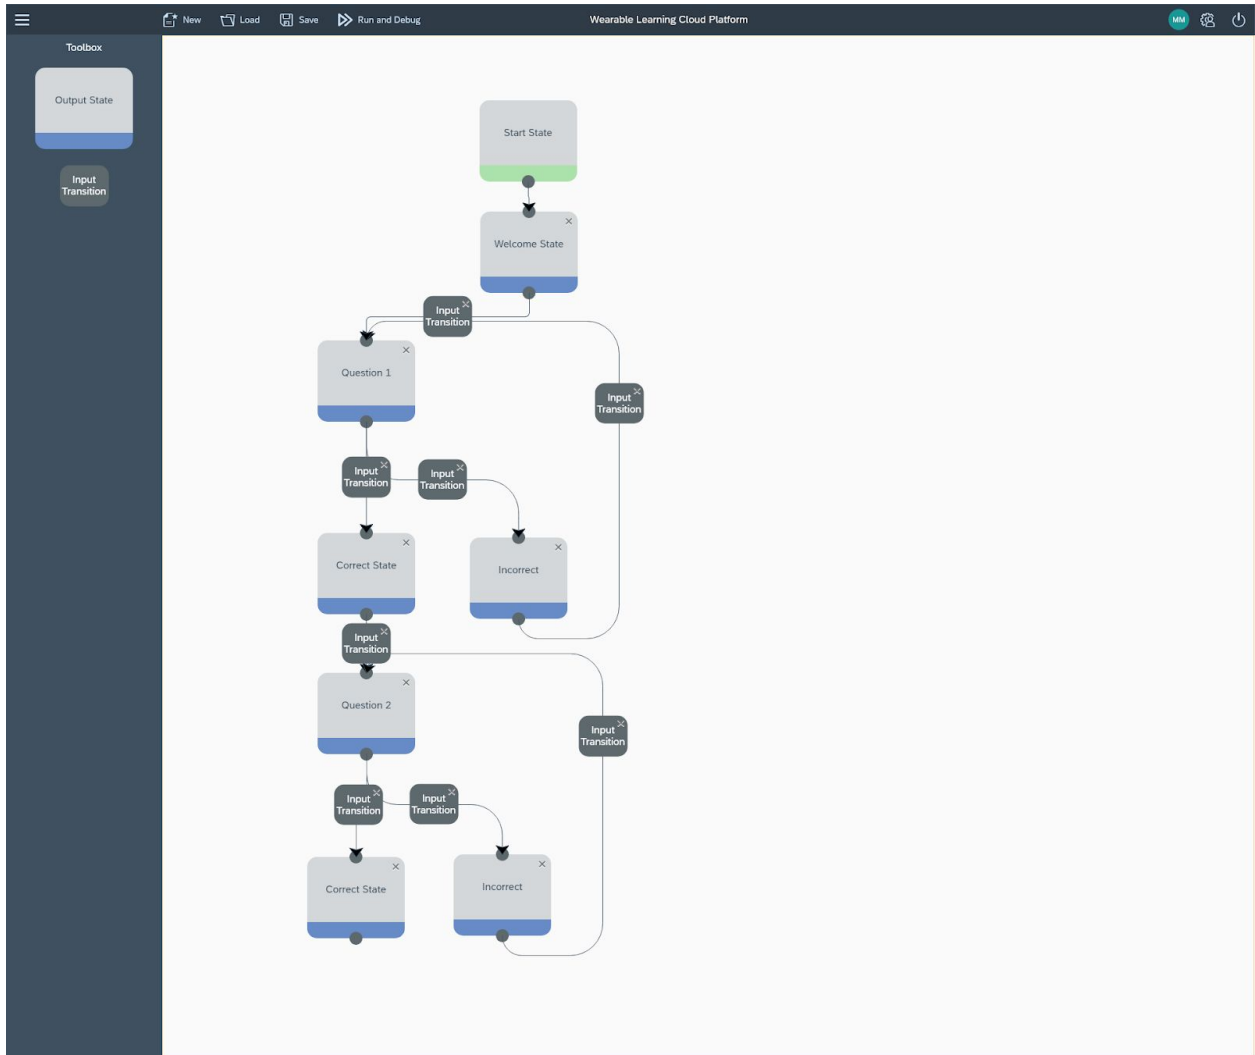 New Load Save Run and Debug Wearable Learning Cloud Platform MM
Toolbox
Output State
Input
Transition
Start State
Welcome State
Input
Transition
Question 1
Input
Transition
Input
Transition
Input
Transition
Correct State
Incorrect
Input
Transition
Question 2
Input
Transition
Input
Transition
Input
Transition
Correct State
Incorrect